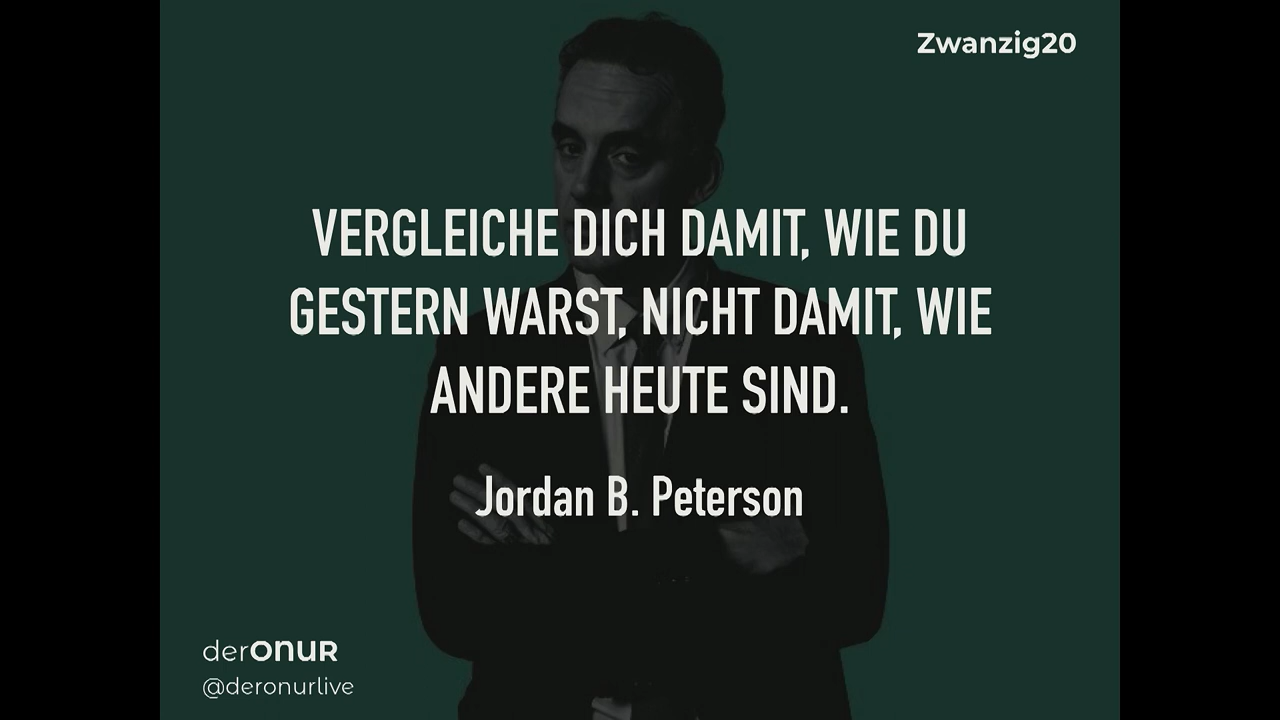 Zwanzig20
VERGLEICHE DICH DAMIT, WIE DU
GESTERN WARST, NICHT DAMIT, WIE
ANDERE HEUTE SIND.
Jordan B. Peterson
derONUR
@deronurlive